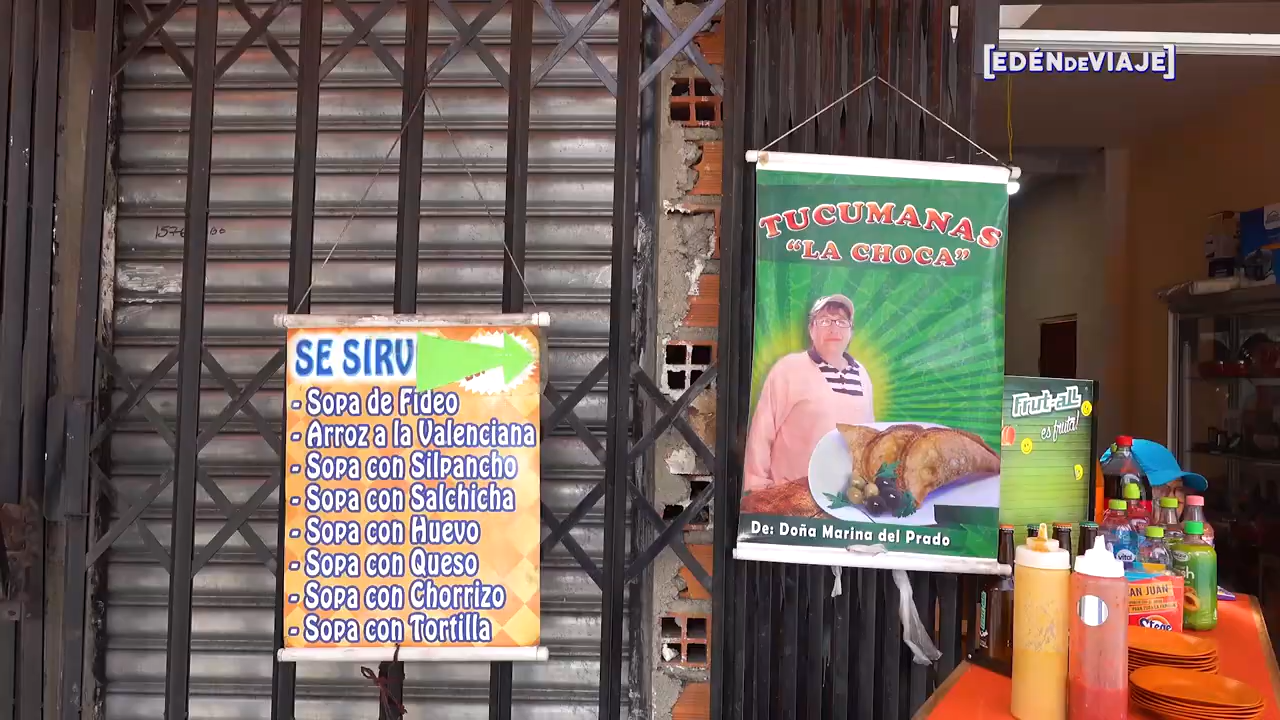 [EDÉNDEVIAJE]
TUCUMANAS
"LA CHOCA"
De: Doña Marina del Prado
SE SIRV
- Sopa de Fideo
- Arroz a la Valenciana
- Sopa con Silpancho
- Sopa con Salchicha
- Sopa con Huevo
- Sopa con Queso
- Sopa con Chorrizo
- Sopa con Tortilla
Frut-all
es fruta!
AN JUAN